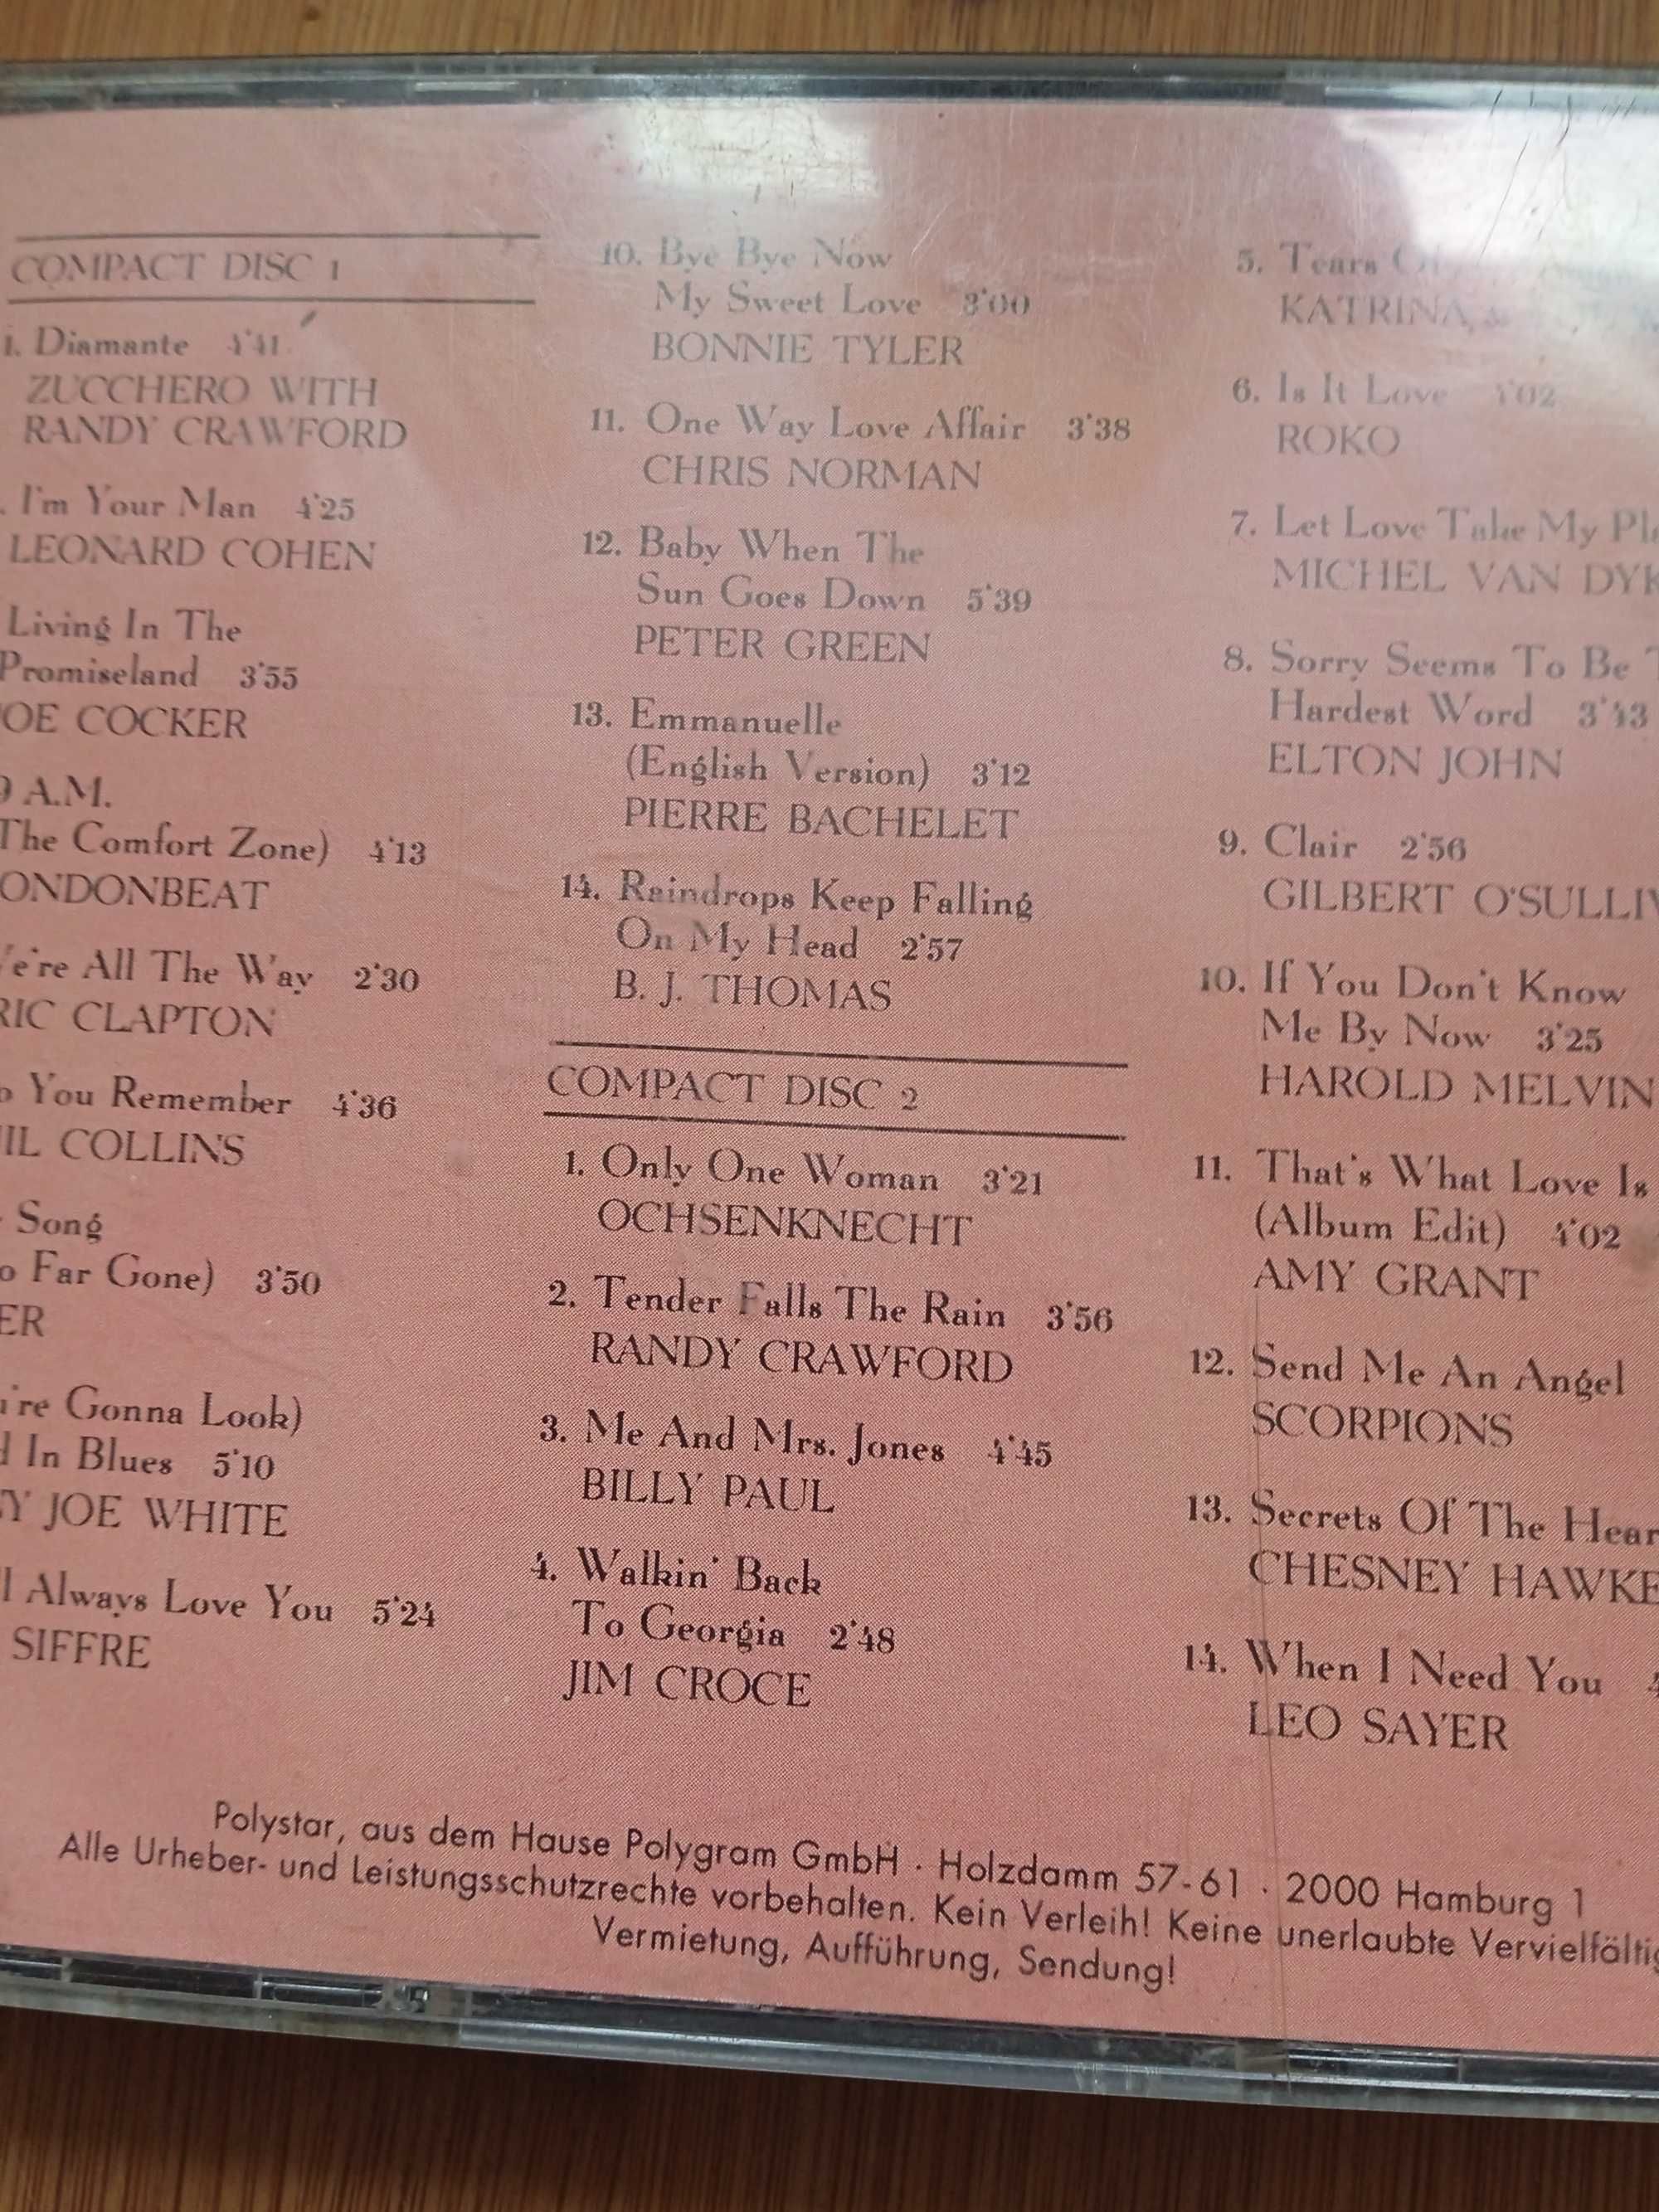 COMPACT DISC 1
1. Diamante 4'41
ZUCCHERO WITH
RANDY CRAWFORD
I'm Your Man 4'25
LEONARD COHEN
Living In The
Promiseland 3'55
OE COCKER
9 A.M.
The Comfort Zone) 4'13
ONDONBEAT
e're All The Way 2'30
RIC CLAPTON
o You Remember 4'36
IL COLLINS
Song
o Far Gone) 3'50
ER
're Gonna Look)
In Blues 5'10
Y JOE WHITE
l Always Love You 5'24
SIFFRE
10. Bye Bye Now
My Sweet Love 3'00
BONNIE TYLER
11. One Way Love Affair 3'38
CHRIS NORMAN
12. Baby When The
Sun Goes Down 5'39
PETER GREEN
13. Emmanuelle
(English Version) 3'12
PIERRE BACHELET
14. Raindrops Keep Falling
On My Head 2'57
B. J. THOMAS
COMPACT DISC 2
1. Only One Woman 3'21
OCHSENKNECHT
2. Tender Falls The Rain 3'56
RANDY CRAWFORD
3. Me And Mrs. Jones 4'45
BILLY PAUL
4. Walkin' Back
To Georgia 2'48
JIM CROCE
5. Tears
KATRINA
6. Is It Love 4'02
ROKO
7. Let Love Take My Pla
MICHEL VAN DYK
8. Sorry Seems To Be T
Hardest Word 3'43
ELTON JOHN
9. Clair 2'56
GILBERT O'SULLIV
10. If You Don't Know
Me By Now 3'25
HAROLD MELVIN
11. That's What Love Is
(Album Edit) 4'02
AMY GRANT
12. Send Me An Angel
SCORPIONS
13. Secrets Of The Hear
CHESNEY HAWKE
14. When I Need You
LEO SAYER
Polystar, aus dem Hause Polygram GmbH · Holzdamm 57-61 · 2000 Hamburg 1
Alle Urheber- und Leistungsschutzrechte vorbehalten. Kein Verleih! Keine unerlaubte Vervielfältig
Vermietung, Aufführung, Sendung!